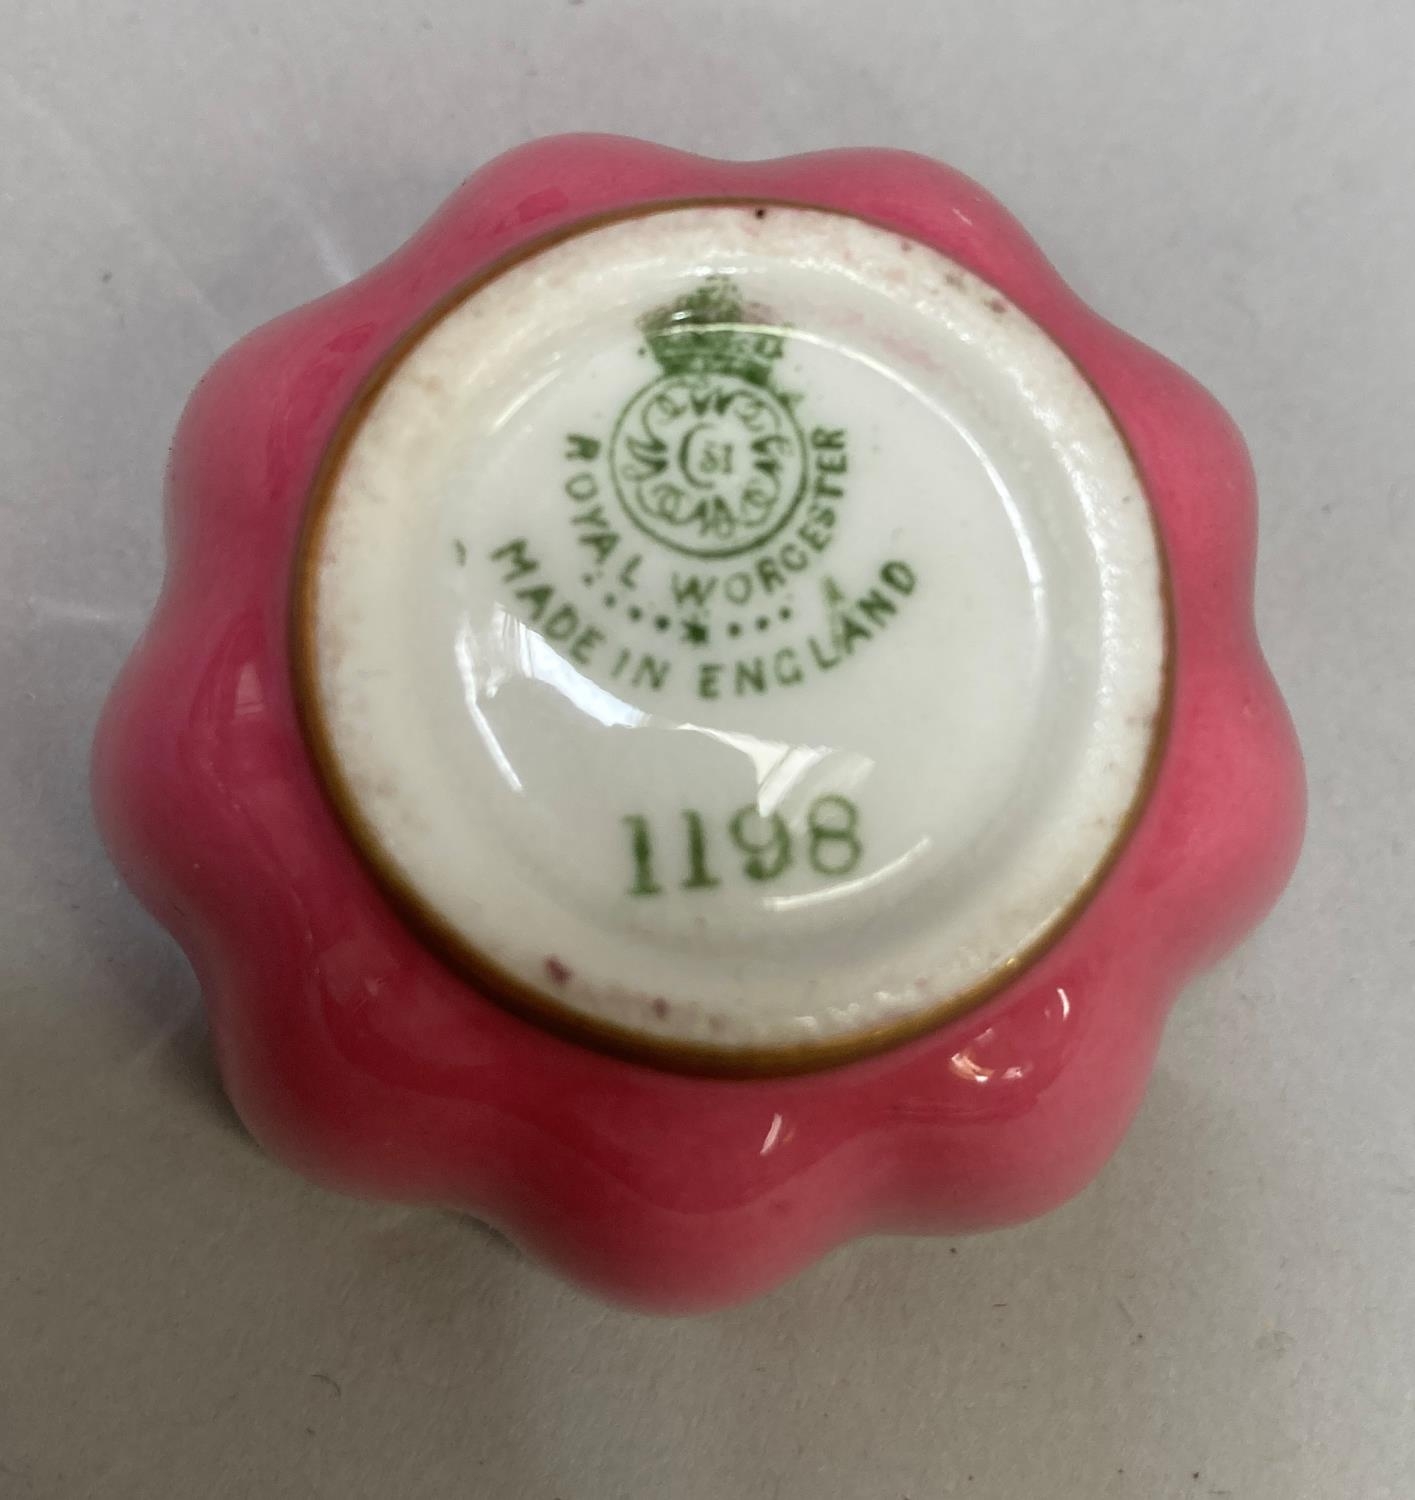 51
ROYAL WORCESTER
MADE IN ENGLAND
1198